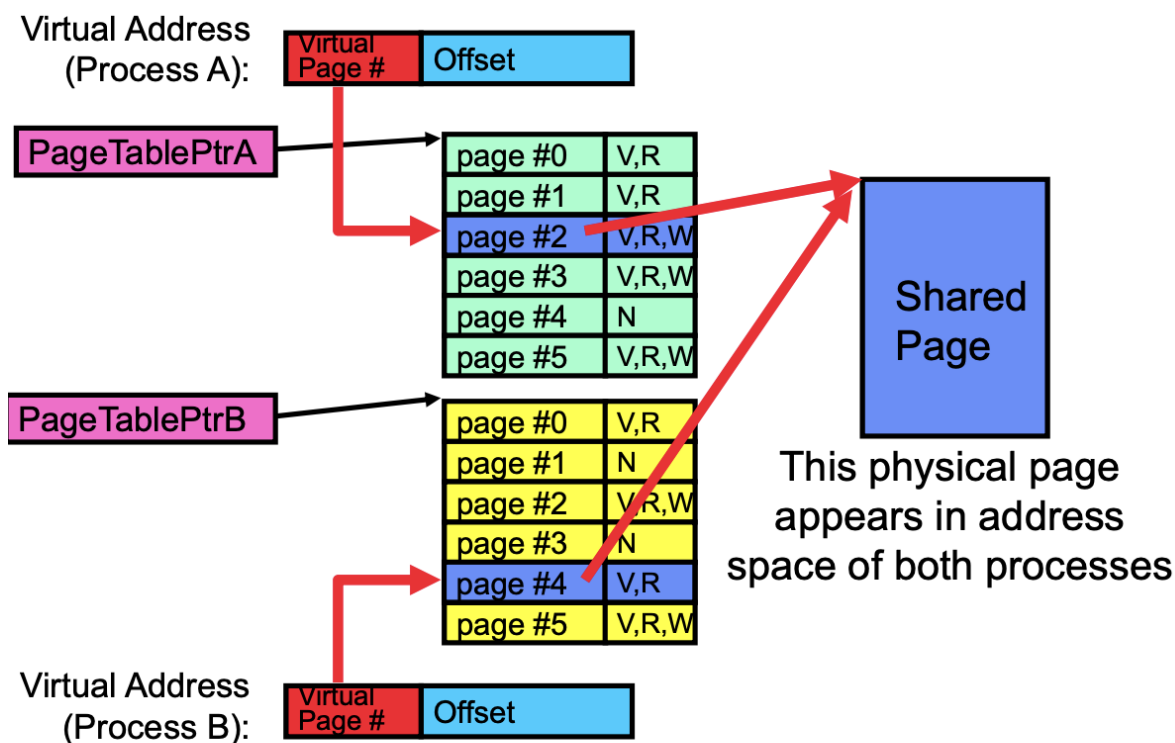 Virtual Address
(Process A):
Virtual
Page #
Offset
PageTablePtrA
page #0 V,R
page #1 V,R
page #2 V,R,W
page #3 V,R,W
page #4 N
page #5 V,R,W
Shared
Page
This physical page
appears in address
space of both processes
PageTablePtrB
page #0 V,R
page #1 N
page #2 V,R,W
page #3 N
page #4 V,R
page #5 V,R,W
Virtual Address
(Process B):
Virtual
Page #
Offset